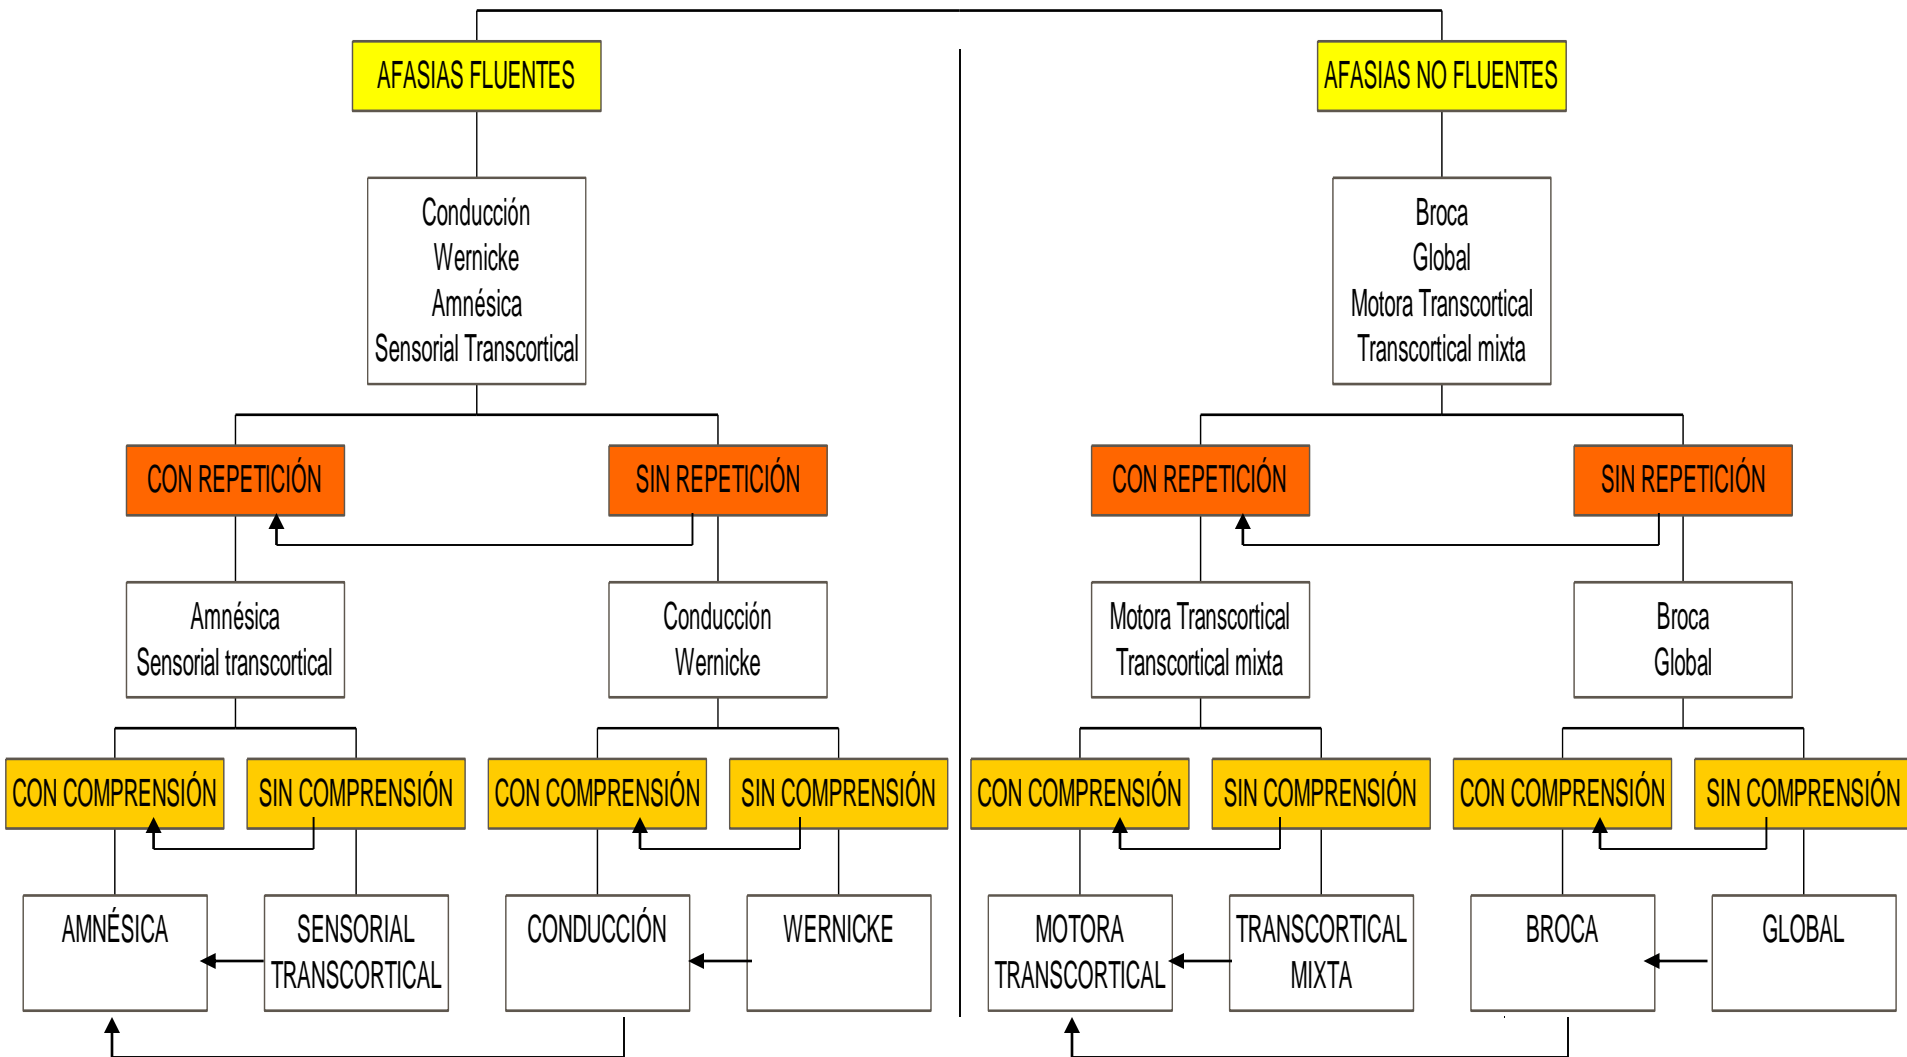 AFASIAS FLUENTES
AFASIAS NO FLUENTES
Conducción
Wernicke
Amnésica
Sensorial Transcortical
Broca
Global
Motora Transcortical
Transcortical mixta
CON REPETICIÓN
SIN REPETICIÓN
CON REPETICIÓN
SIN REPETICIÓN
Amnésica
Sensorial transcortical
Conducción
Wernicke
Motora Transcortical
Transcortical mixta
Broca
Global
CON COMPRENSIÓN
SIN COMPRENSIÓN
CON COMPRENSIÓN
SIN COMPRENSIÓN
CON COMPRENSIÓN
SIN COMPRENSIÓN
CON COMPRENSIÓN
SIN COMPRENSIÓN
AMNÉSICA
SENSORIAL
TRANSCORTICAL
CONDUCCIÓN
WERNICKE
MOTORA
TRANSCORTICAL
TRANSCORTICAL
MIXTA
BROCA
GLOBAL